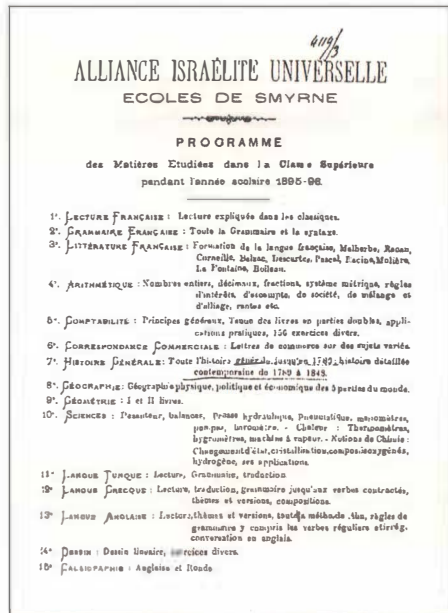 4119/3
ALLIANCE ISRAÉLITE UNIVERSELLE
ECOLES DE SMYRNE
PROGRAMME
des Matières Etudiées dans la Classe Supérieure
pendant l'année scolaire 1895-96.
1°. LECTURE FRANÇAISE : Lecture expliquée dans les classiques.
2°. GRAMMAIRE FRANÇAISE : Toute la Grammaire et la syntaxe.
3°. LITTÉRATURE FRANÇAISE : Formation de la langue française, Malherbe, Racan,
Corneille, Balzac, Descartes, Pascal, Racine, Molière,
La Fontaine, Boileau.
4°. ARITHMÉTIQUE : Nombres entiers, décimaux, fractions, système métrique, règles
d'intérêts, d'escompte, de société, de mélange et
d'alliage, rentes etc.
5°. COMPTABILITÉ : Principes généraux, Tenue des livres en parties doubles, appli-
cations pratiques, 150 exercices divers.
6°. CORRESPONDANCE COMMERCIALE : Lettres de commerce sur des sujets variés.
7°. HISTOIRE GÉNÉRALE : Toute l'histoire générale jusqu'en 1789; histoire détaillée
contemporaine de 1789 à 1848.
8°. GÉOGRAPHIE : Géographie physique, politique et économique des 5 parties du monde.
9°. GÉOMÉTRIE : I et II livres.
10°. SCIENCES : Pesanteur, balances, Presse hydraulique, Pneumatique, manomètres,
pompes, baromètre. - Chaleur : Thermomètres,
hygromètres, machine à vapeur. - Notions de Chimie :
Changement d'état, cristallisation, composition, oxygène,
hydrogène, ses applications.
11°. LANGUE TURQUE : Lecture, Grammaire, traduction
12°. LANGUE GRECQUE : Lecture, traduction, grammaire jusqu'aux verbes contractés,
thèmes et versions, compositions.
13°. LANGUE ANGLAISE : Lecture, thèmes et versions, toute la méthode règles de
grammaire y compris les verbes réguliers et irrég.
conversation en anglais.
14°. DESSIN : Dessin linéaire, exercices divers.
15°. CALLIGRAPHIE : Anglaise et Ronde